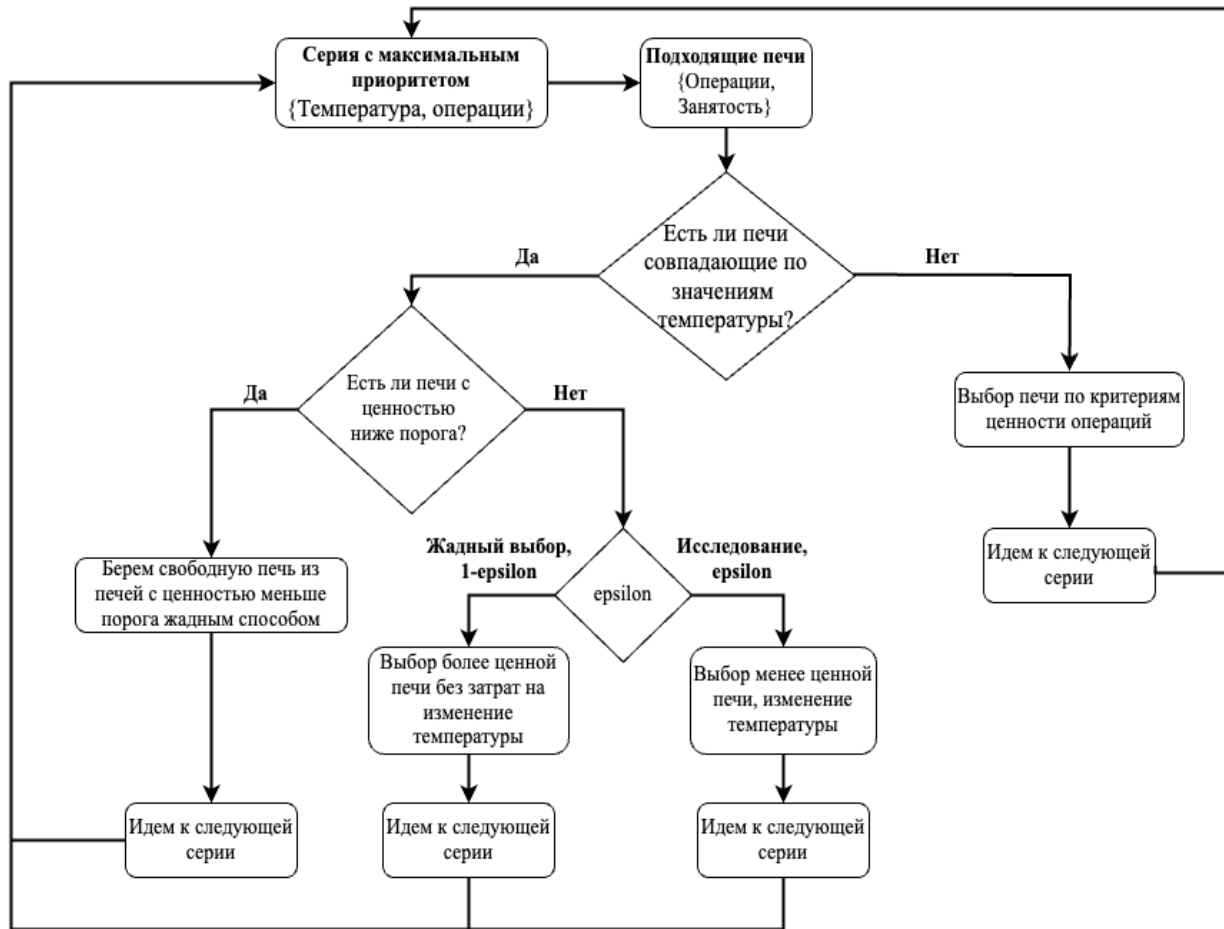 Серия с максимальным
приоритетом
{Температура, операции}
Подходящие печи
{Операции,
Занятость}
Есть ли печи
совпадающие по
значениям
температуры?
Да
Нет
Есть ли печи с
ценностью
ниже порога?
Да
Нет
Выбор печи по критериям
ценности операций
Идем к следующей
серии
Берем свободную печь из
печей с ценностью меньше
порога жадным способом
Жадный выбор,
1-epsilon
Исследование,
epsilon
epsilon
Выбор более ценной
печи без затрат на
изменение
температуры
Выбор менее ценной
печи, изменение
температуры
Идем к следующей
серии
Идем к следующей
серии
Идем к следующей
серии